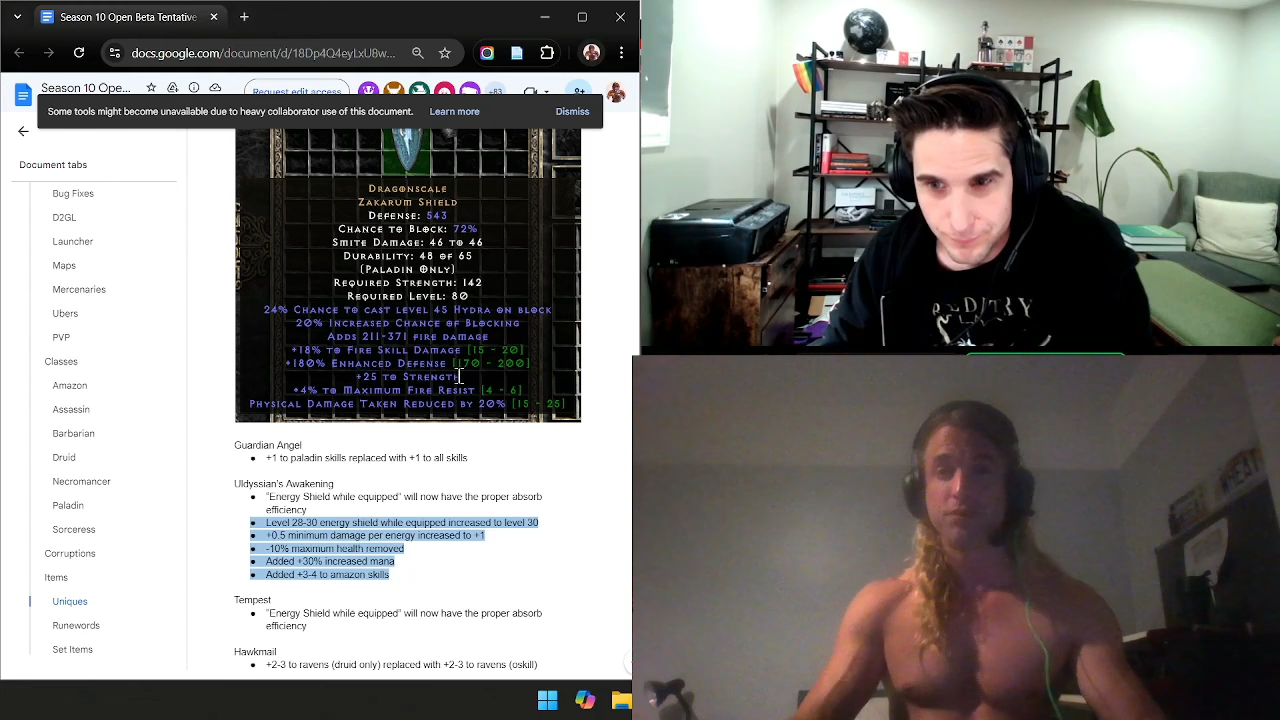 Season 10 Open Beta Tentative
docs.google.com/document/d/18Dp4Q4eyLxU8w...
Season 10 Ope...
Request edit access
+83
Some tools might become unavailable due to heavy collaborator use of this document.
Learn more
Dismiss
Document tabs
Bug Fixes
D2GL
Launcher
Maps
Mercenaries
Ubers
PVP
Classes
Amazon
Assassin
Barbarian
Druid
Necromancer
Paladin
Sorceress
Corruptions
Items
Uniques
Runewords
Set Items
Dragonscale
Zakarum Shield
Defense: 543
Chance to Block: 72%
Smite Damage: 46 to 46
Durability: 48 of 65
(Paladin Only)
Required Strength: 142
Required Level: 80
24% Chance to cast level 45 Hydra on block
20% Increased Chance of Blocking
Adds 211-371 fire damage
+18% to Fire Skill Damage [15 - 20]
+180% Enhanced Defense [170 - 200]
+25 to Strength
+4% to Maximum Fire Resist [4 - 6]
Physical Damage Taken Reduced by 20% [15 - 25]
Guardian Angel
● +1 to paladin skills replaced with +1 to all skills
Uldyssian's Awakening
● "Energy Shield while equipped" will now have the proper absorb
efficiency
● Level 28-30 energy shield while equipped increased to level 30
● +0.5 minimum damage per energy increased to +1
● -10% maximum health removed
● Added +30% increased mana
● Added +3-4 to amazon skills
Tempest
● "Energy Shield while equipped" will now have the proper absorb
efficiency
Hawkmail
● +2-3 to ravens (druid only) replaced with +2-3 to ravens (oskill)